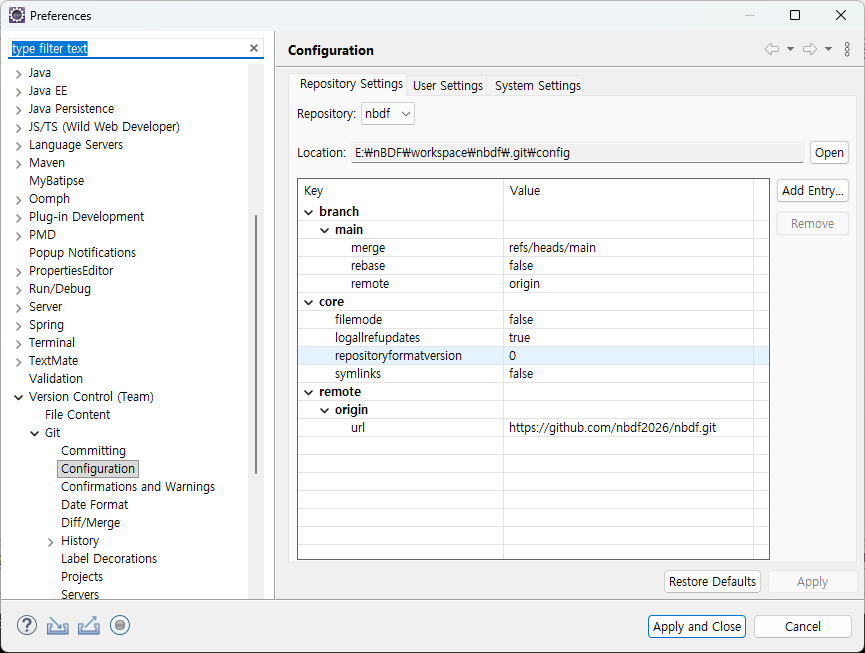 Preferences
type filter text
Java
Java EE
Java Persistence
JS/TS (Wild Web Developer)
Language Servers
Maven
MyBatipse
Oomph
Plug-in Development
PMD
Popup Notifications
PropertiesEditor
Run/Debug
Server
Spring
Terminal
TextMate
Validation
Version Control (Team)
File Content
Git
Committing
Configuration
Confirmations and Warnings
Date Format
Diff/Merge
History
Label Decorations
Projects
Servers
Configuration
Repository Settings User Settings System Settings
Repository: nbdf
Location: E:₩nBDF₩workspace₩nbdf₩.git₩config Open
Key Value Add Entry...
branch Remove
main
merge refs/heads/main
rebase false
remote origin
core
filemode false
logallrefupdates true
repositoryformatversion 0
symlinks false
remote
origin
url https://github.com/nbdf2026/nbdf.git
Restore Defaults Apply
Apply and Close Cancel